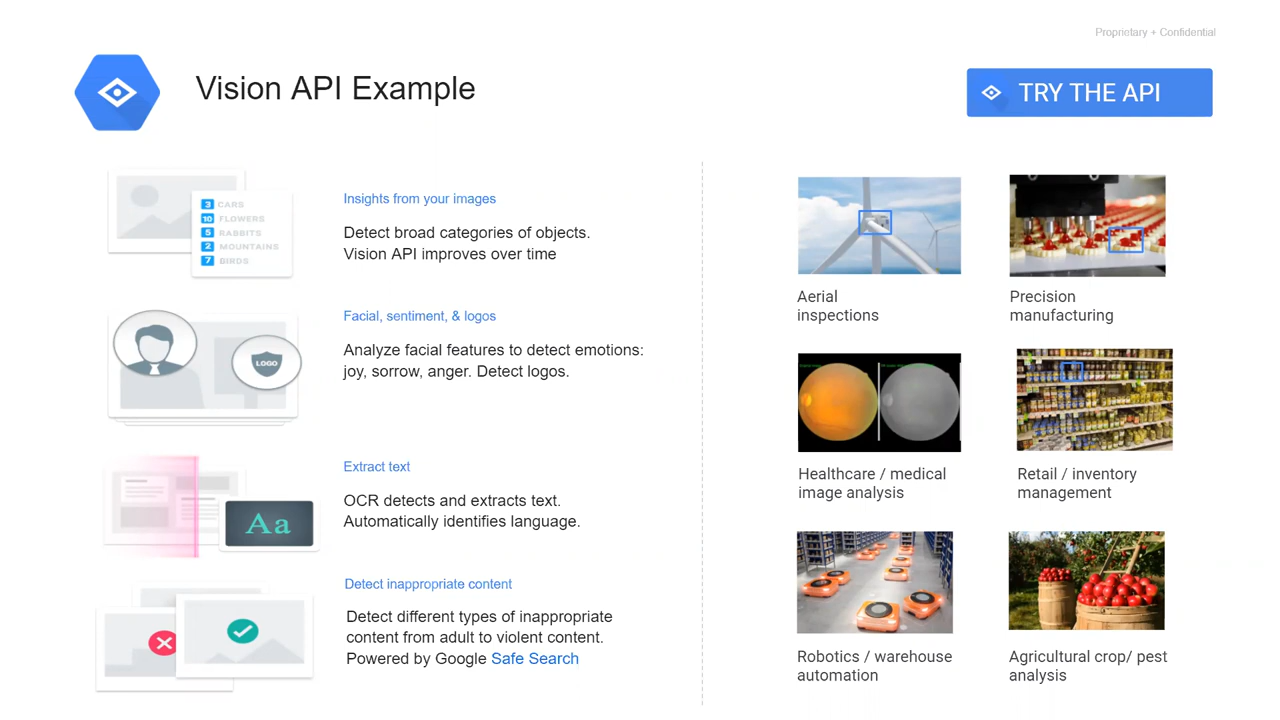 Proprietary + Confidential
Vision API Example
TRY THE API
3 CARS
10 FLOWERS
5 RABBITS
2 MOUNTAINS
7 BIRDS
Insights from your images
Detect broad categories of objects.
Vision API improves over time
LOGO
Facial, sentiment, & logos
Analyze facial features to detect emotions:
joy, sorrow, anger. Detect logos.
Aa
Extract text
OCR detects and extracts text.
Automatically identifies language.
Detect inappropriate content
Detect different types of inappropriate
content from adult to violent content.
Powered by Google Safe Search
Aerial
inspections
Precision
manufacturing
Healthcare / medical
image analysis
Retail / inventory
management
Robotics / warehouse
automation
Agricultural crop/ pest
analysis